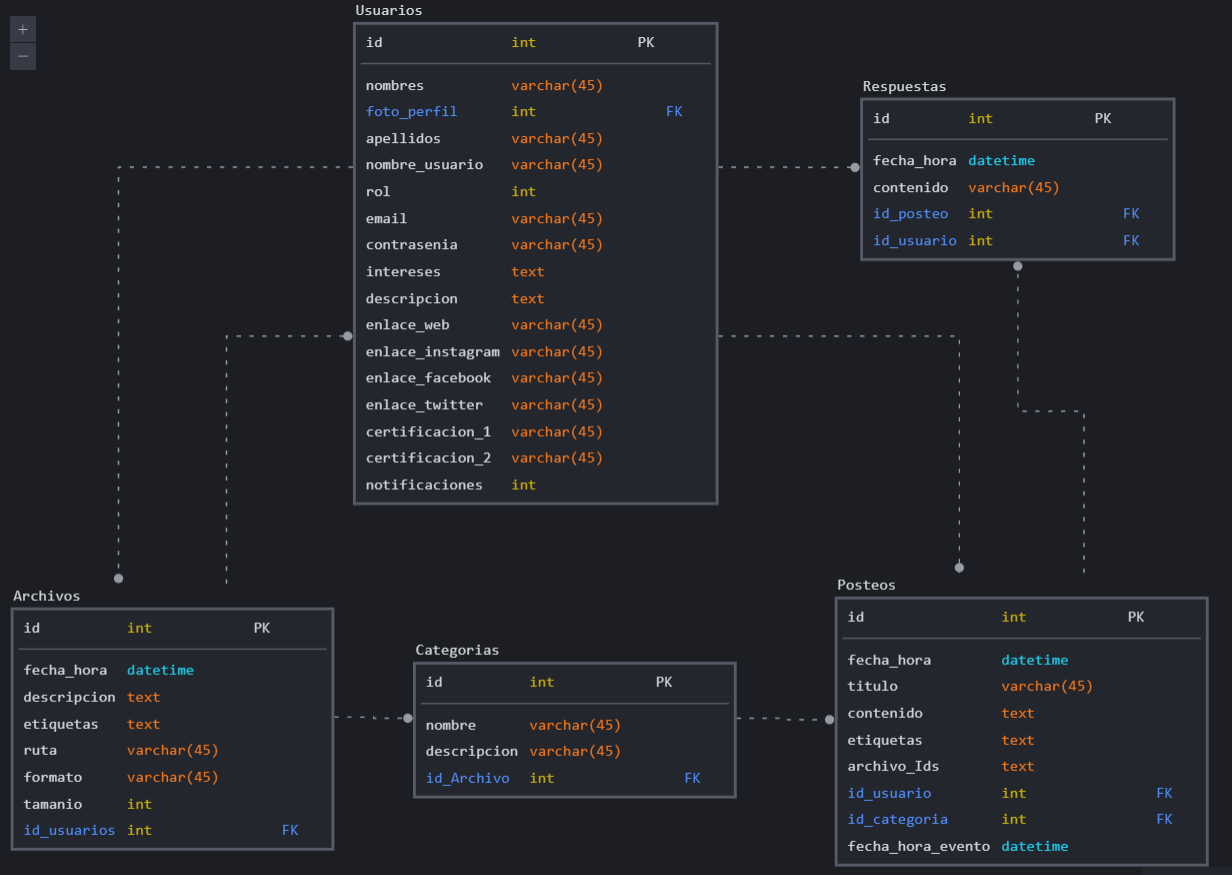 +
−
Usuarios
id int PK
nombres varchar(45)
foto_perfil int FK
apellidos varchar(45)
nombre_usuario varchar(45)
rol int
email varchar(45)
contrasenia varchar(45)
intereses text
descripcion text
enlace_web varchar(45)
enlace_instagram varchar(45)
enlace_facebook varchar(45)
enlace_twitter varchar(45)
certificacion_1 varchar(45)
certificacion_2 varchar(45)
notificaciones int
Respuestas
id int PK
fecha_hora datetime
contenido varchar(45)
id_posteo int FK
id_usuario int FK
Archivos
id int PK
fecha_hora datetime
descripcion text
etiquetas text
ruta varchar(45)
formato varchar(45)
tamanio int
id_usuarios int FK
Categorias
id int PK
nombre varchar(45)
descripcion varchar(45)
id_Archivo int FK
Posteos
id int PK
fecha_hora datetime
titulo varchar(45)
contenido text
etiquetas text
archivo_Ids text
id_usuario int FK
id_categoria int FK
fecha_hora_evento datetime